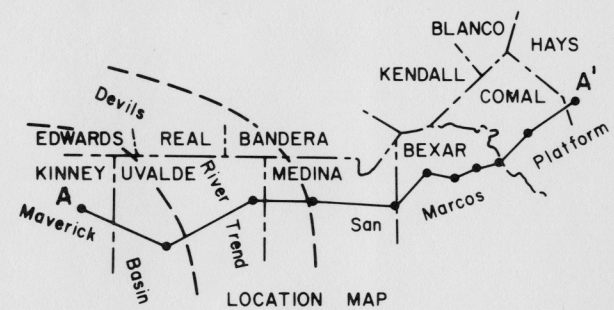 BLANCO
HAYS
KENDALL
COMAL
A'
Devils
EDWARDS
REAL
BANDERA
BEXAR
Platform
KINNEY
UVALDE
River
MEDINA
A
Maverick
Basin
Trend
San
Marcos
LOCATION MAP